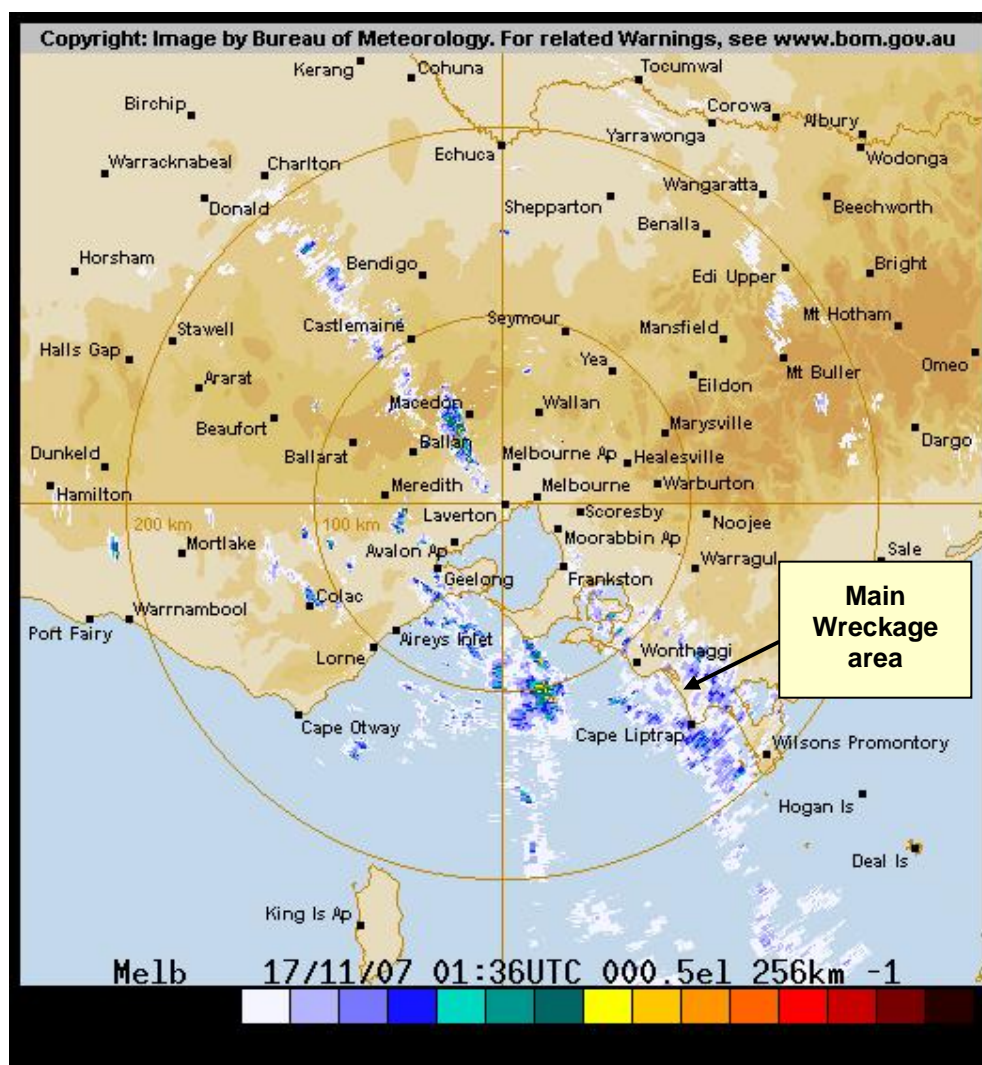 Copyright: Image by Bureau of Meteorology. For related Warnings, see www.bom.gov.au
Kerang
Cohuna
Tocumwal
Birchip
Corowa
Albury
Yarrawonga
Echuca
Warracknabeal
Charlton
Wodonga
Wangaratta
Donald
Shepparton
Beechworth
Benalla
Horsham
Bendigo
Edi Upper
Bright
Stawell
Castlemaine
Seymour
Mansfield
Mt Hotham
Halls Gap
Yea
Omeo
Ararat
Eildon
Mt Buller
Macedon
Wallan
Beaufort
Marysville
Dunkeld
Ballarat
Ballan
Melbourne Ap
Healesville
Dargo
Hamilton
Meredith
Melbourne
Warburton
200 km
100 km
Laverton
Scoresby
Noojee
Mortlake
Avalon Ap
Moorabbin Ap
Sale
Warragul
Geelong
Frankston
Colac
Main
Wreckage
area
Warrnambool
Port Fairy
Aireys Inlet
Lorne
Wonthaggi
Cape Otway
Cape Liptrap
Wilsons Promontory
Hogan Is
Deal Is
King Is Ap
Melb 17/11/07 01:36UTC 000.5el 256km -1